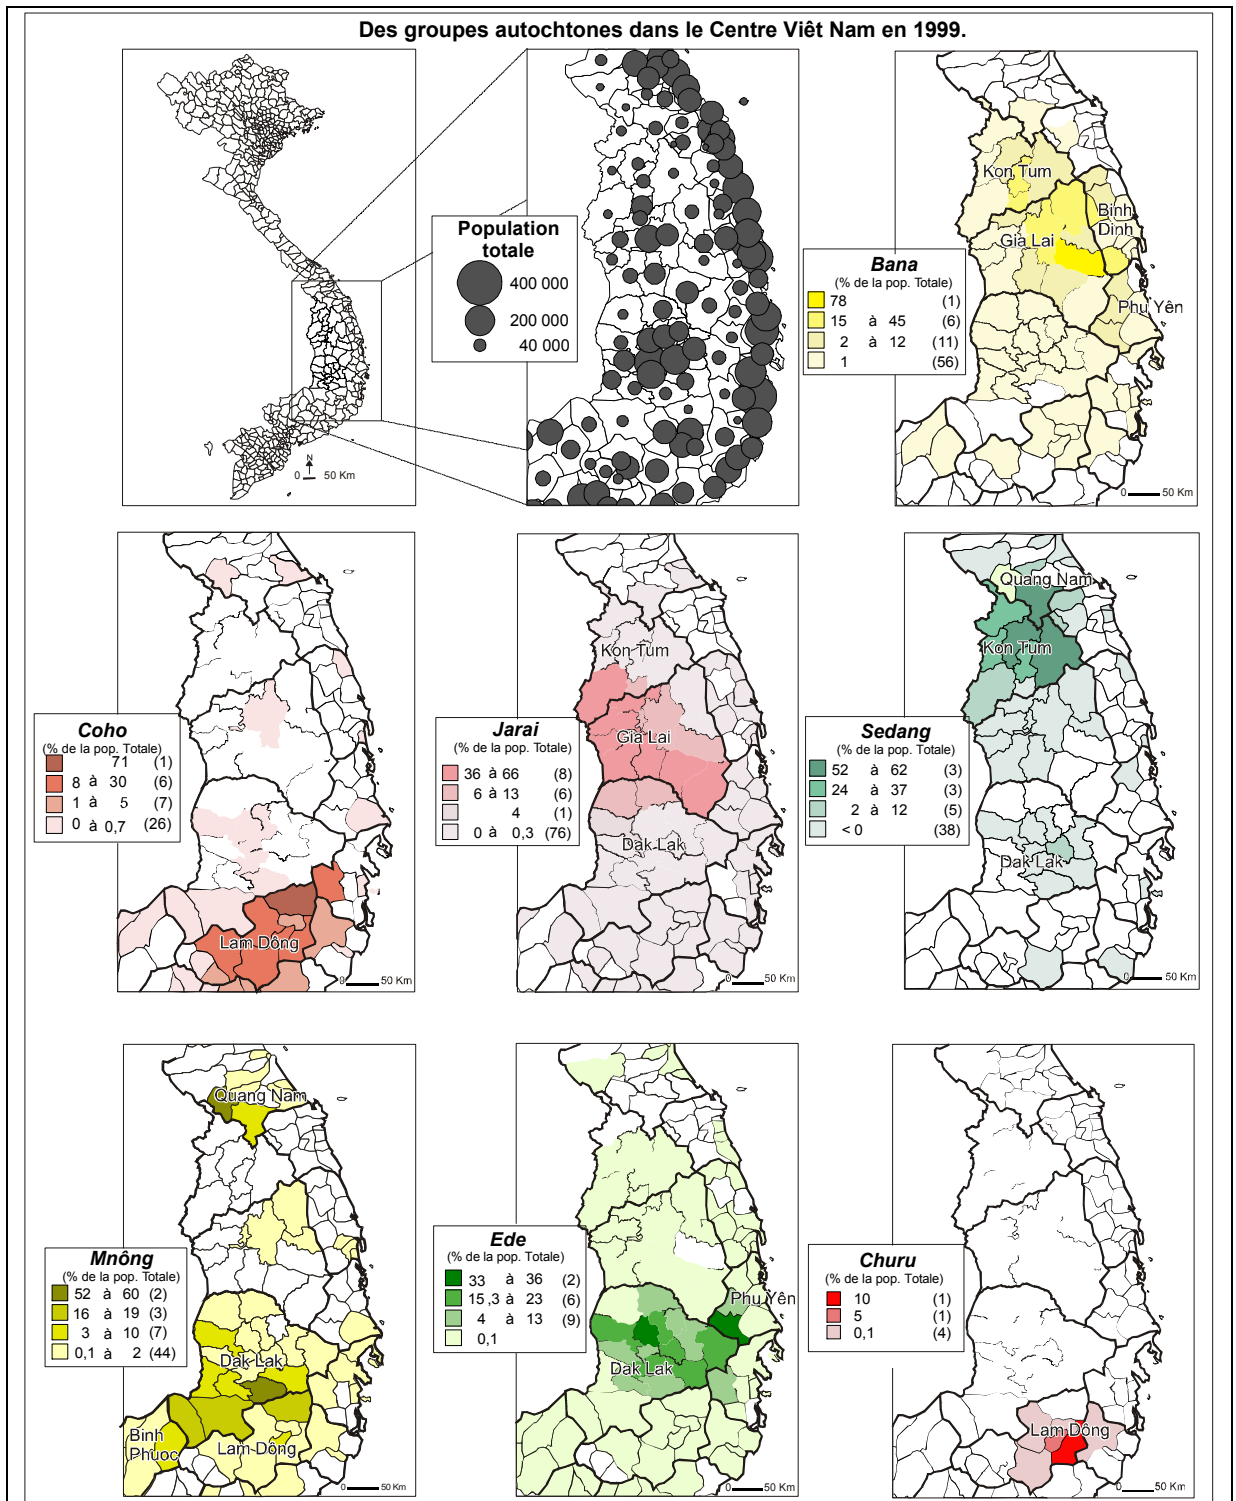 Des groupes autochtones dans le Centre Viêt Nam en 1999.
Population
totale
400 000
200 000
40 000
N
0 50 Km
Kon Tum
Binh
Dinh
Gia Lai
Phu Yên
Bana
(% de la pop. Totale)
78 (1)
15 à 45 (6)
2 à 12 (11)
1 (56)
0 50 Km
Coho
(% de la pop. Totale)
71 (1)
8 à 30 (6)
1 à 5 (7)
0 à 0,7 (26)
Lam Dông
0 50 Km
Kon Tum
Gia Lai
Dak Lak
Jarai
(% de la pop. Totale)
36 à 66 (8)
6 à 13 (6)
4 (1)
0 à 0,3 (76)
0 50 Km
Quang Nam
Kon Tum
Dak Lak
Sedang
(% de la pop. Totale)
52 à 62 (3)
24 à 37 (3)
2 à 12 (5)
< 0 (38)
0 50 Km
Quang Nam
Mnông
(% de la pop. Totale)
52 à 60 (2)
16 à 19 (3)
3 à 10 (7)
0,1 à 2 (44)
Dak Lak
Binh
Phuoc
Lam Dông
0 50 Km
Ede
(% de la pop. Totale)
33 à 36 (2)
15,3 à 23 (6)
4 à 13 (9)
0,1
Phu Yên
Dak Lak
0 50 Km
Churu
(% de la pop. Totale)
10 (1)
5 (1)
0,1 (4)
Lam Dông
0 50 Km